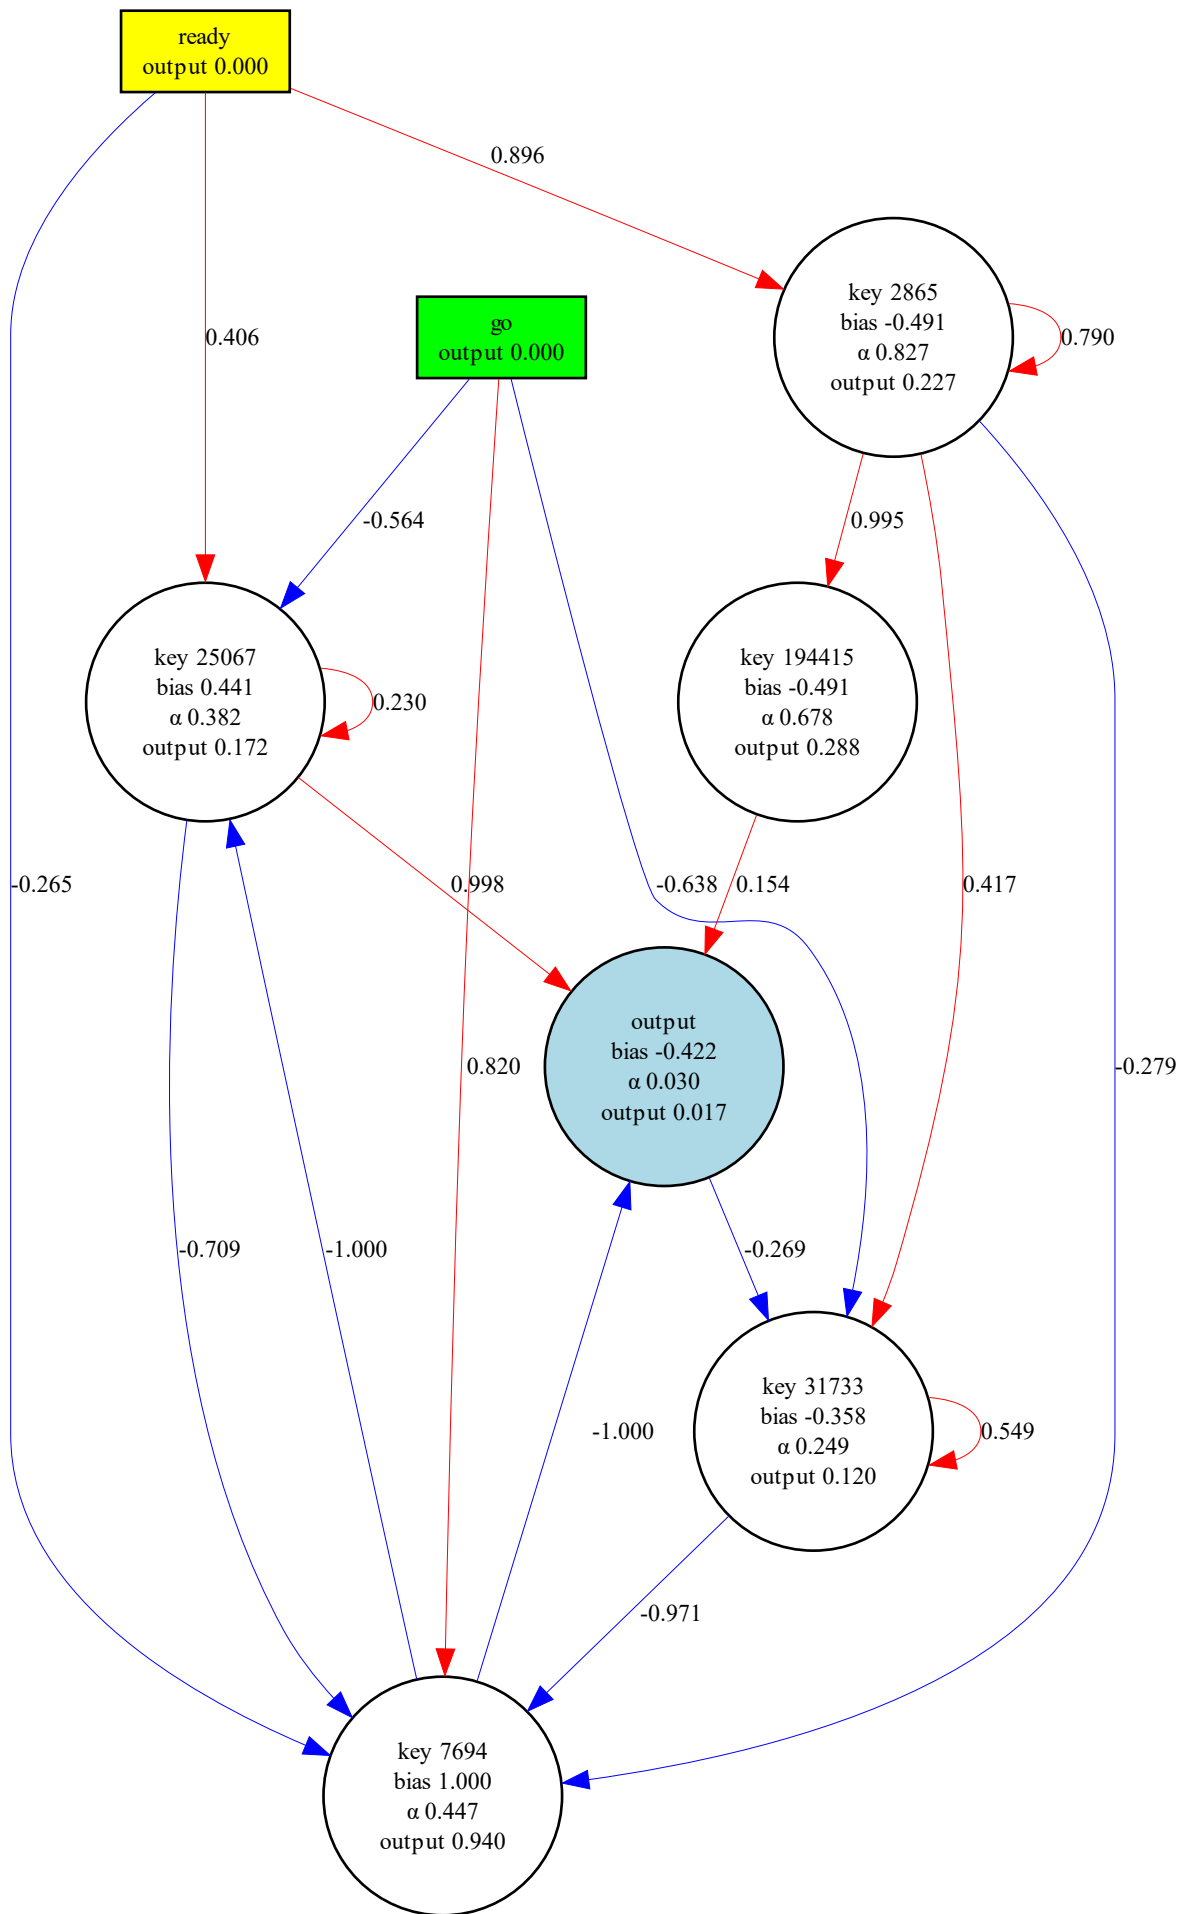 ready
output 0.000
0.896
key 2865
bias -0.491
α 0.827
output 0.227
0.790
go
output 0.000
0.406
-0.564
0.995
key 25067
bias 0.441
α 0.382
output 0.172
0.230
key 194415
bias -0.491
α 0.678
output 0.288
-0.265
0.998
-0.638
0.154
0.417
output
bias -0.422
α 0.030
output 0.017
0.820
-0.279
-0.709
-1.000
-0.269
key 31733
bias -0.358
α 0.249
output 0.120
-1.000
0.549
-0.971
key 7694
bias 1.000
α 0.447
output 0.940